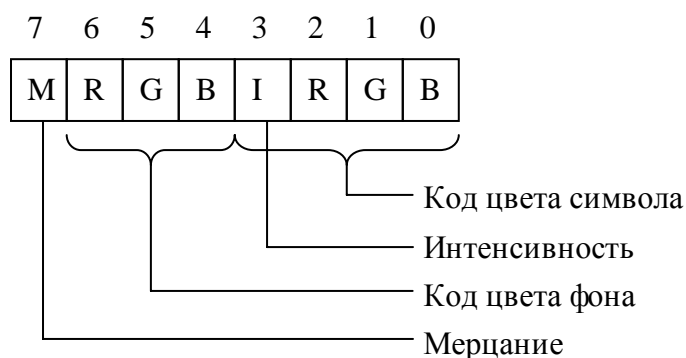 7 6 5 4 3 2 1 0
M R G B I R G B
Код цвета символа
Интенсивность
Код цвета фона
Мерцание